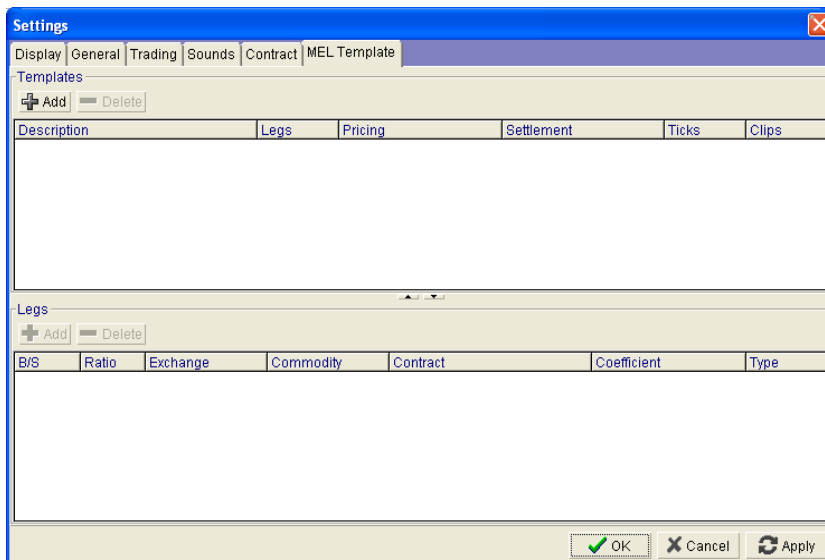 Settings
Display General Trading Sounds Contract MEL Template
Templates
Add Delete
Description Legs Pricing Settlement Ticks Clips
Legs
Add Delete
B/S Ratio Exchange Commodity Contract Coefficient Type
OK Cancel Apply